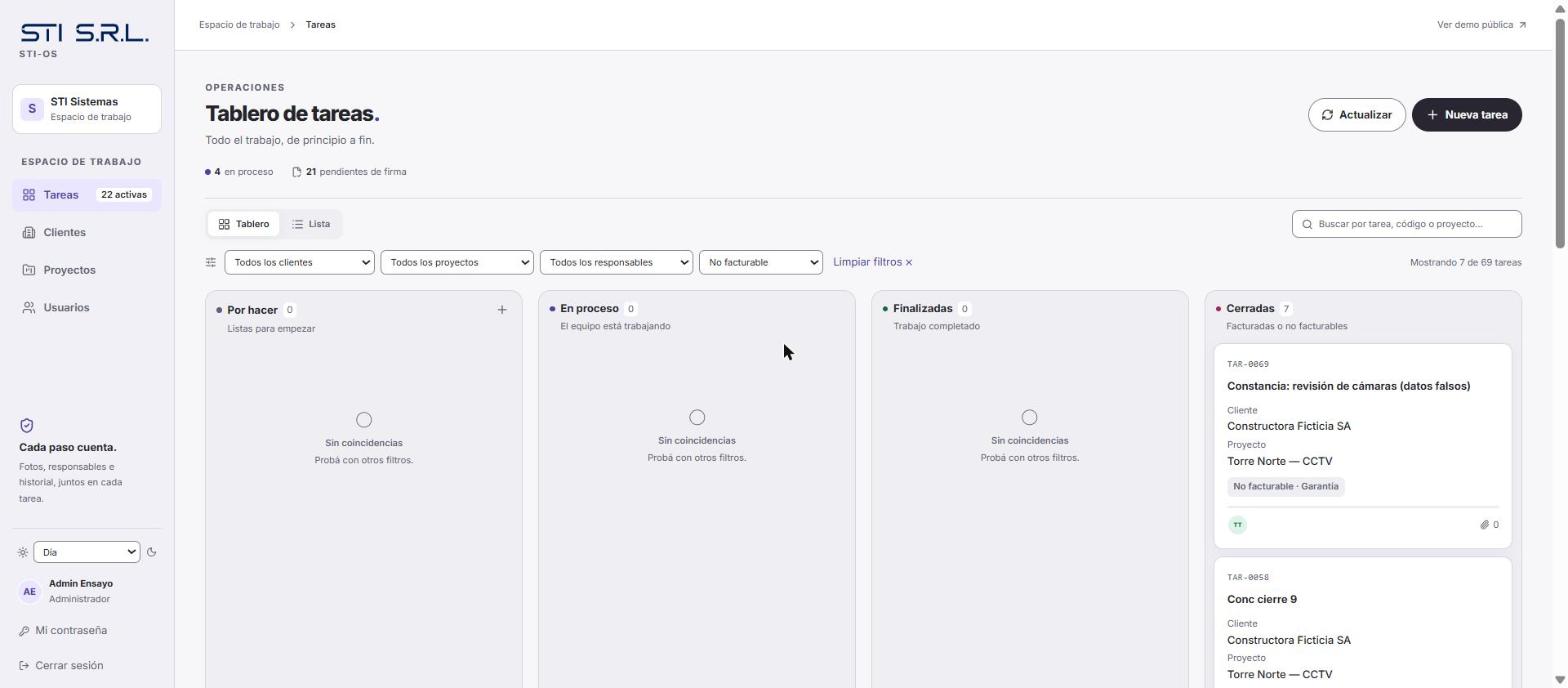 STI S.R.L.
STI-OS
S
STI Sistemas
Espacio de trabajo
ESPACIO DE TRABAJO
Tareas
22 activas
Clientes
Proyectos
Usuarios
Cada paso cuenta.
Fotos, responsables e
historial, juntos en cada
tarea.
Día
AE
Admin Ensayo
Administrador
Mi contraseña
Cerrar sesión
Espacio de trabajo
Tareas
Ver demo pública
OPERACIONES
Tablero de tareas.
Todo el trabajo, de principio a fin.
4 en proceso
21 pendientes de firma
Actualizar
Nueva tarea
Tablero
Lista
Buscar por tarea, código o proyecto...
Todos los clientes
Todos los proyectos
Todos los responsables
No facturable
Limpiar filtros ×
Mostrando 7 de 69 tareas
Por hacer 0
Listas para empezar
Sin coincidencias
Probá con otros filtros.
En proceso 0
El equipo está trabajando
Sin coincidencias
Probá con otros filtros.
Finalizadas 0
Trabajo completado
Sin coincidencias
Probá con otros filtros.
Cerradas 7
Facturadas o no facturables
TAR-0069
Constancia: revisión de cámaras (datos falsos)
Cliente
Constructora Ficticia SA
Proyecto
Torre Norte — CCTV
No facturable · Garantía
TT
0
TAR-0058
Conc cierre 9
Cliente
Constructora Ficticia SA
Proyecto
Torre Norte — CCTV